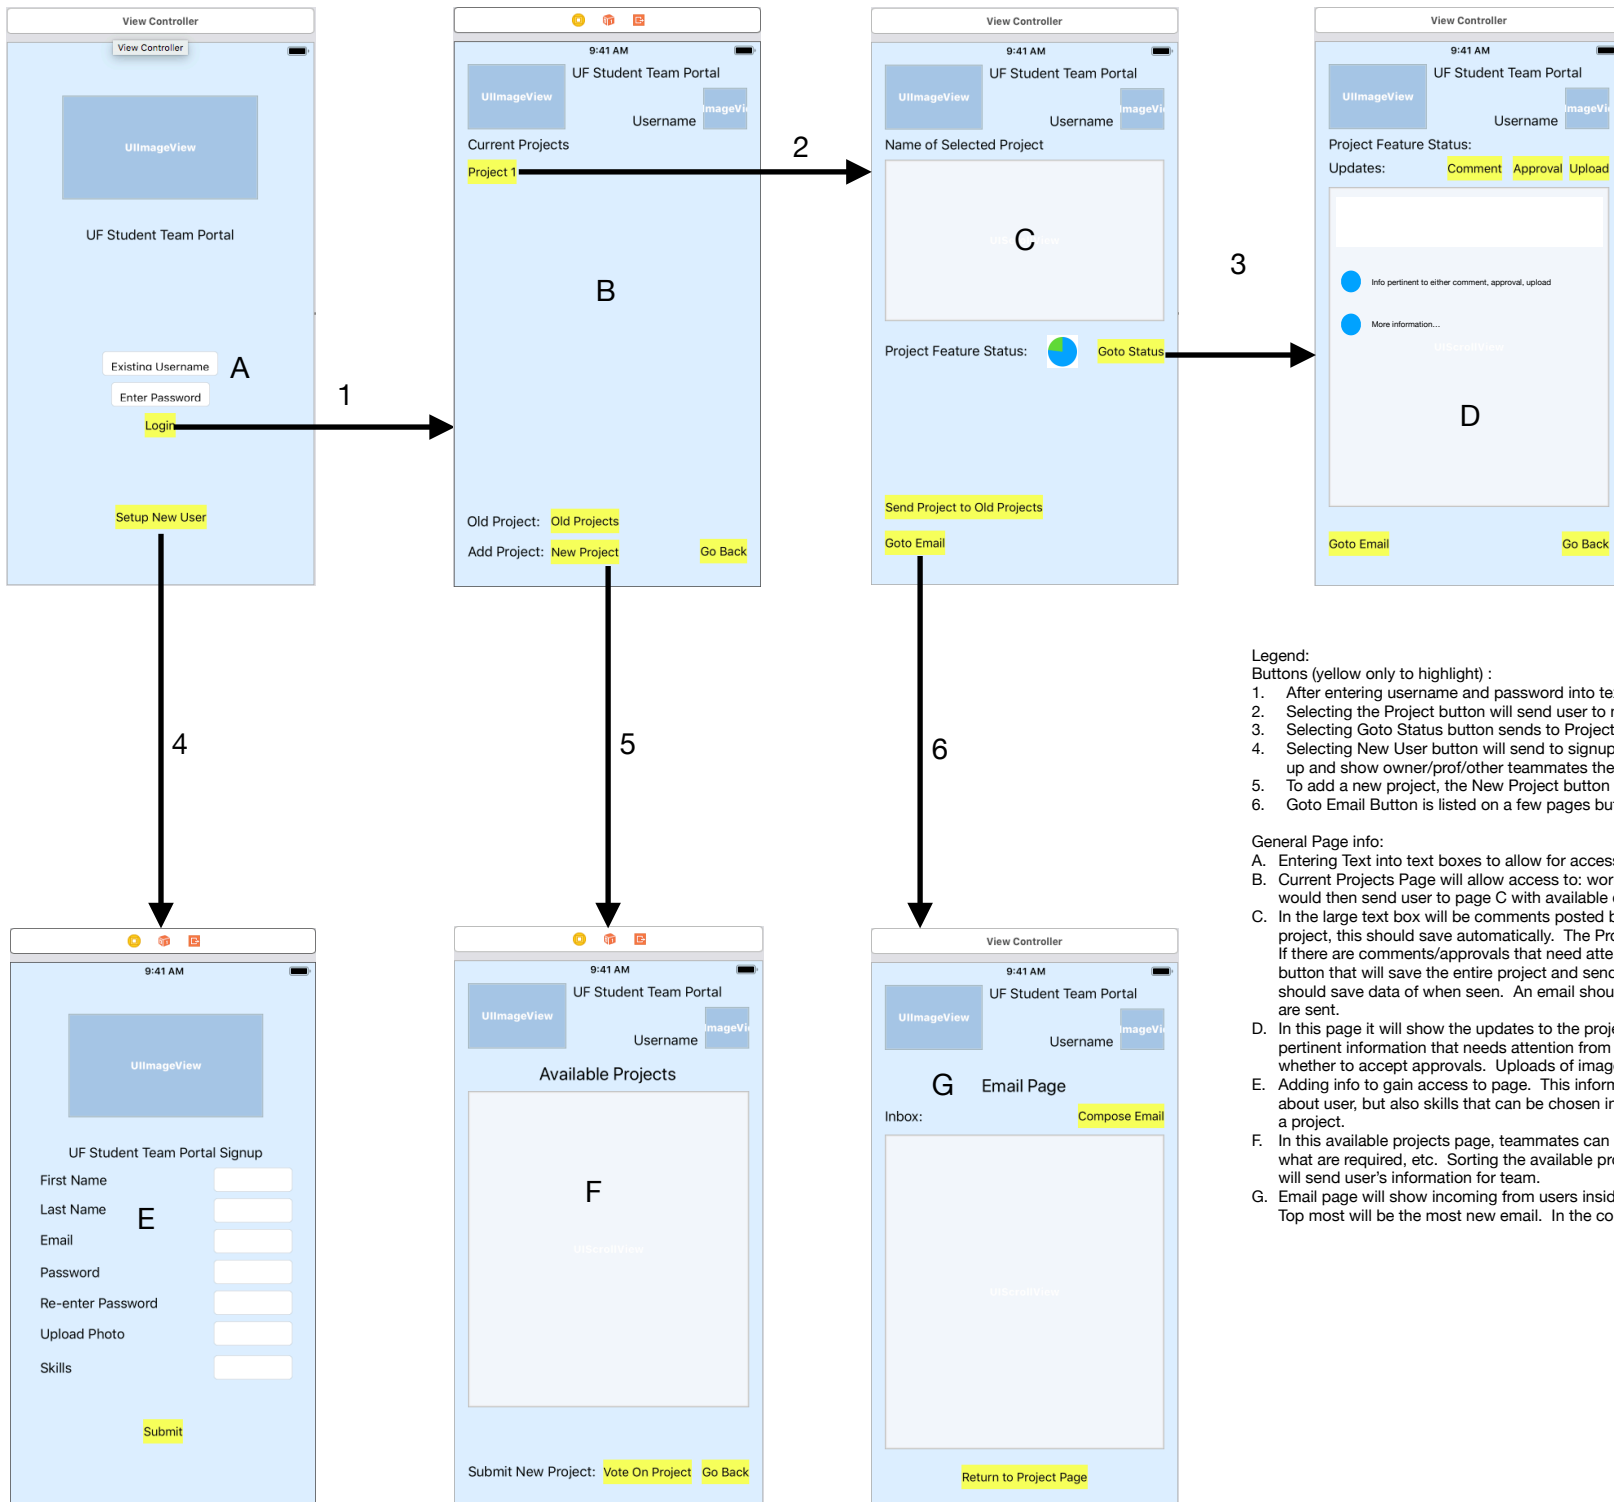 View Controller
View Controller
UIImageView
UF Student Team Portal
Existing Username
A
Enter Password
Login
Setup New User
1
4
9:41 AM
UIImageView
UF Student Team Portal
Username
Current Projects
Project 1
B
Old Project: Old Projects
Add Project: New Project
Go Back
2
5
View Controller
9:41 AM
UIImageView
UF Student Team Portal
Username
Name of Selected Project
C
Project Feature Status:
Goto Status
Send Project to Old Projects
Goto Email
3
6
View Controller
9:41 AM
UIImageView
UF Student Team Portal
Username
Project Feature Status:
Updates:
Comment Approval Upload
Info pertinent to either comment, approval, upload
More information...
UIScrollView
D
Goto Email
Go Back
Legend:
Buttons (yellow only to highlight) :
1. After entering username and password into
2. Selecting the Project button will send user to
3. Selecting Goto Status button sends to Project
4. Selecting New User button will send to signup
up and show owner/prof/other teammates the
5. To add a new project, the New Project button
6. Goto Email Button is listed on a few pages
General Page info:
A. Entering Text into text boxes to allow for
B. Current Projects Page will allow access to:
would then send user to page C with available
C. In the large text box will be comments posted
project, this should save automatically. The
If there are comments/approvals that need
button that will save the entire project and
should save data of when seen. An email
are sent.
D. In this page it will show the updates to the
pertinent information that needs attention from
whether to accept approvals. Uploads of
E. Adding info to gain access to page. This
about user, but also skills that can be chosen
a project.
F. In this available projects page, teammates can
what are required, etc. Sorting the available
will send user's information for team.
G. Email page will show incoming from users
Top most will be the most new email. In the
9:41 AM
UIImageView
UF Student Team Portal Signup
First Name
Last Name
E
Email
Password
Re-enter Password
Upload Photo
Skills
Submit
9:41 AM
UIImageView
UF Student Team Portal
Username
Available Projects
F
UIScrollView
Submit New Project: Vote On Project Go Back
View Controller
9:41 AM
UIImageView
UF Student Team Portal
Username
G
Email Page
Inbox:
Compose Email
UIScrollView
Return to Project Page